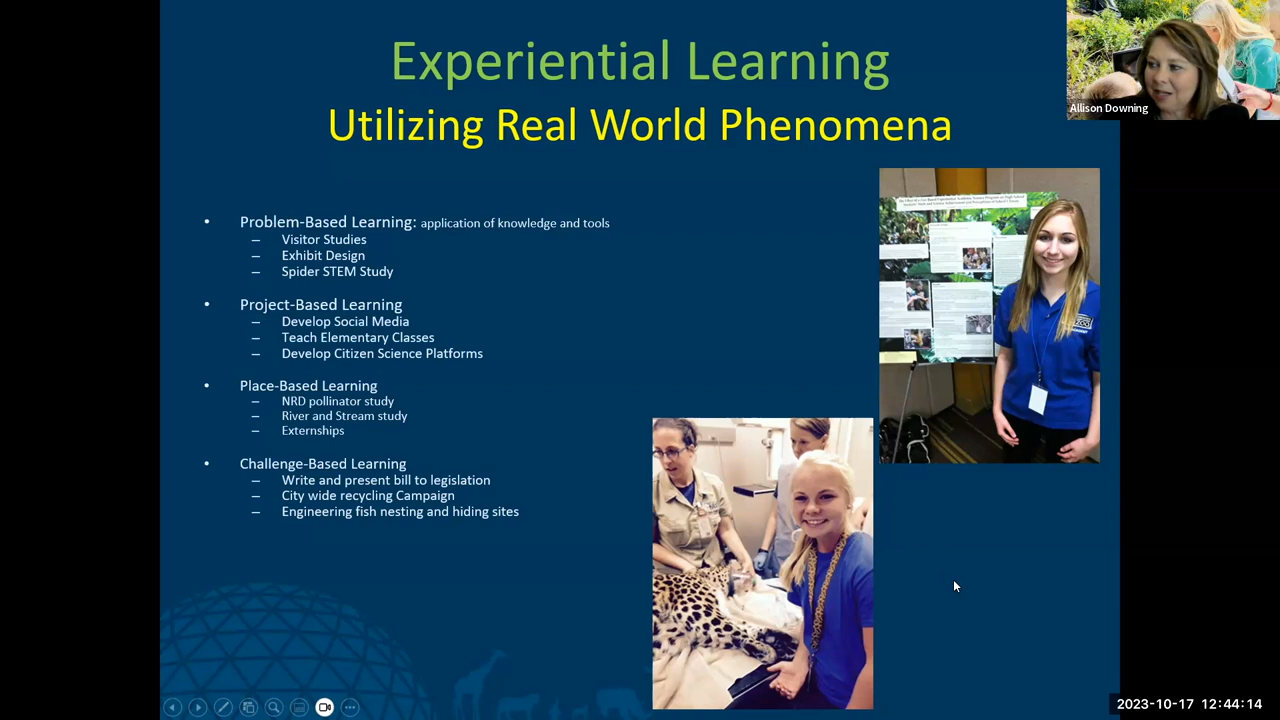 Experiential Learning
Utilizing Real World Phenomena
Allison Downing
• Problem-Based Learning: application of knowledge and tools
– Visitor Studies
– Exhibit Design
– Spider STEM Study
• Project-Based Learning
– Develop Social Media
– Teach Elementary Classes
– Develop Citizen Science Platforms
• Place-Based Learning
– NRD pollinator study
– River and Stream study
– Externships
• Challenge-Based Learning
– Write and present bill to legislation
– City wide recycling Campaign
– Engineering fish nesting and hiding sites
2023-10-17 12:44:14